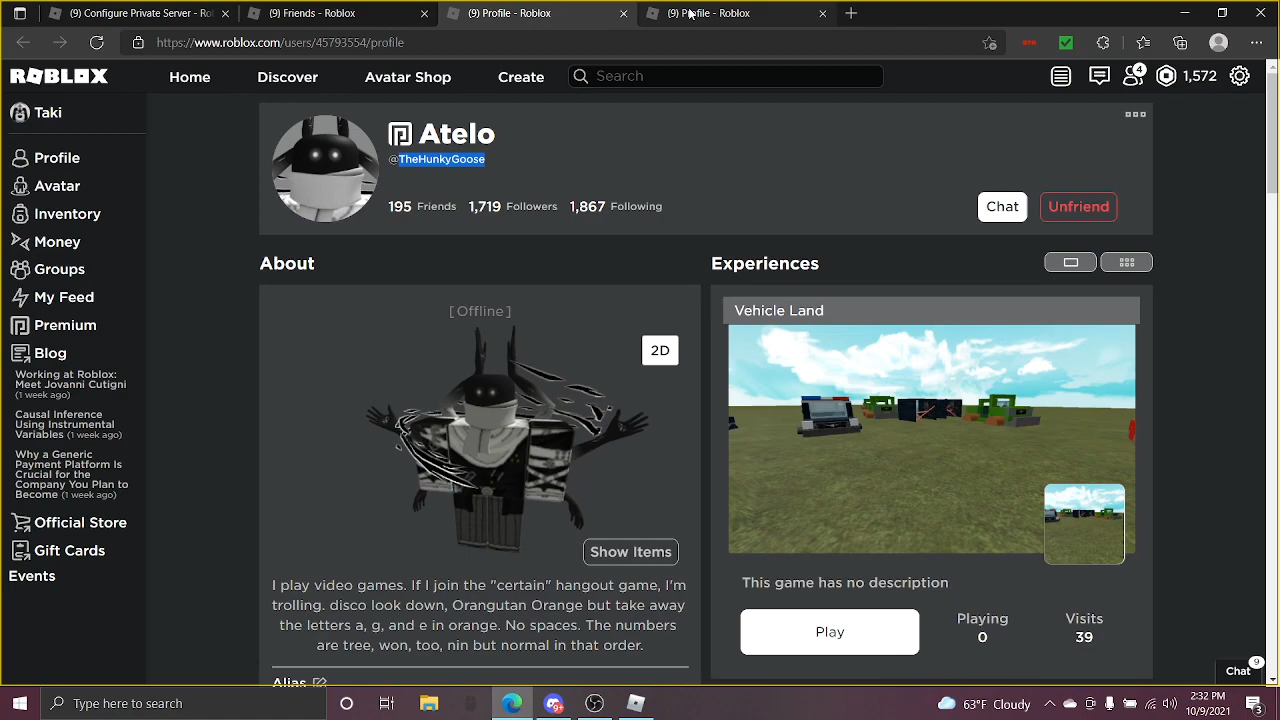 (9) Configure Private Server - Ro
(9) Friends - Roblox
(9) Profile - Roblox
(9) Profile - Roblox
https://www.roblox.com/users/45793554/profile
ROBLOX
Home
Discover
Avatar Shop
Create
Search
4
1,572
Taki
Profile
Avatar
Inventory
Money
Groups
My Feed
Premium
Blog
Working at Roblox:
Meet Jovanni Cutigni
(1 week ago)
Causal Inference
Using Instrumental
Variables (1 week ago)
Why a Generic
Payment Platform Is
Crucial for the
Company You Plan to
Become (1 week ago)
Official Store
Gift Cards
Events
Atelo
@TheHunkyGoose
195 Friends 1,719 Followers 1,867 Following
Chat
Unfriend
About
[ Offline ]
2D
Show Items
I play video games. If I join the "certain" hangout game, I'm
trolling. disco look down, Orangutan Orange but take away
the letters a, g, and e in orange. No spaces. The numbers
are tree, won, too, nin but normal in that order.
Alias
Experiences
Vehicle Land
This game has no description
Play
Playing
0
Visits
39
Chat 9
Type here to search
9+
63°F Cloudy
2:32 PM
10/9/2021
3